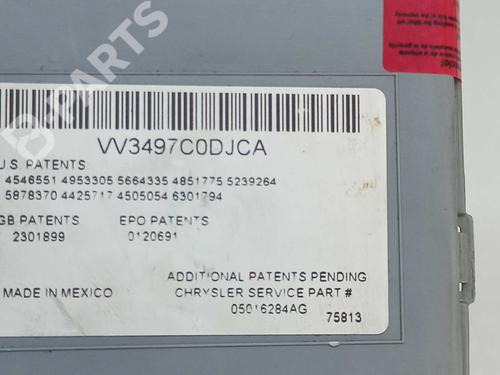 B-PARTS
VV3497C0DJCA
U.S. PATENTS
4546551 4953305 5664335 4851775 5239264
5878370 4425717 4505054 6301794
GB PATENTS EPO PATENTS
2301899 0120691
ADDITIONAL PATENTS PENDING
MADE IN MEXICO CHRYSLER SERVICE PART #
05016284AG
75813